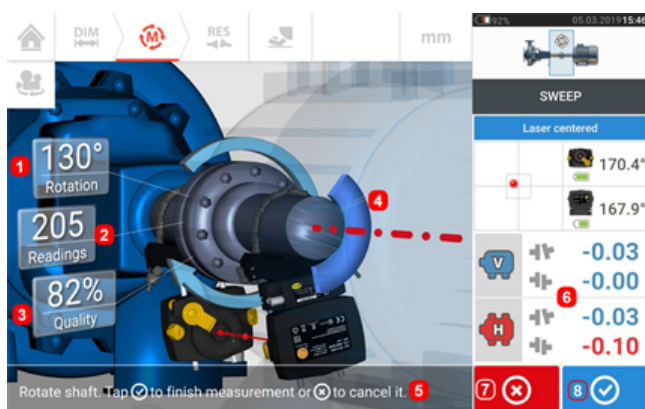 92% 05.03.2019 15:46
DIM
M
RES
mm
SWEEP
Laser centered
170.4°
167.9°
1 130°
Rotation
205 2
Readings
3 82%
Quality
4
V -0.03
-0.00
6
H -0.03
-0.10
Rotate shaft. Tap to finish measurement or to cancel it. 5
7 8